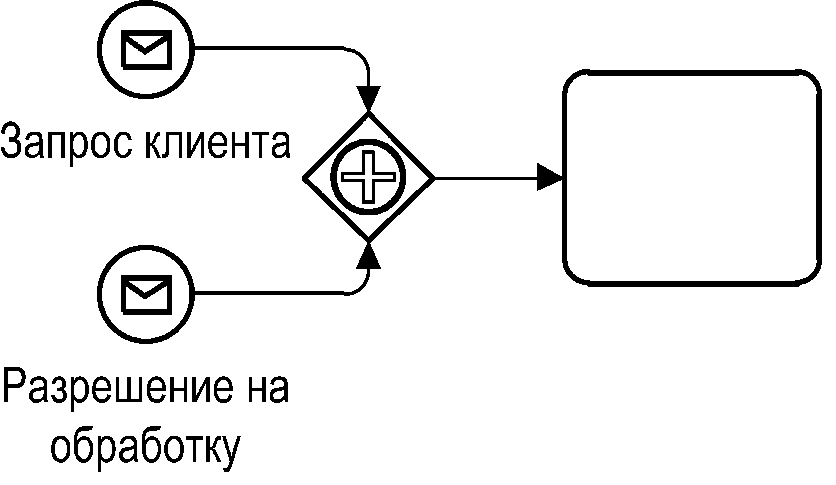 Запрос клиента
Разрешение на
обработку